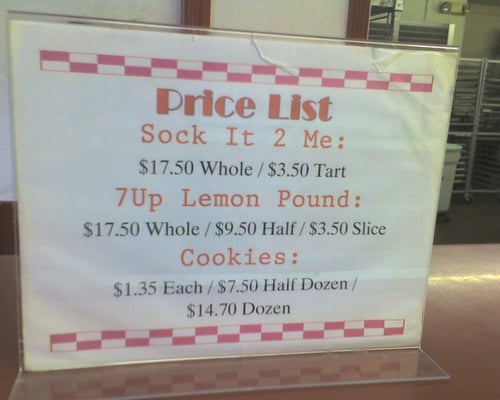 Price List
Sock It 2 Me:
$17.50 Whole / $3.50 Tart
7Up Lemon Pound:
$17.50 Whole / $9.50 Half / $3.50 Slice
Cookies:
$1.35 Each / $7.50 Half Dozen /
$14.70 Dozen